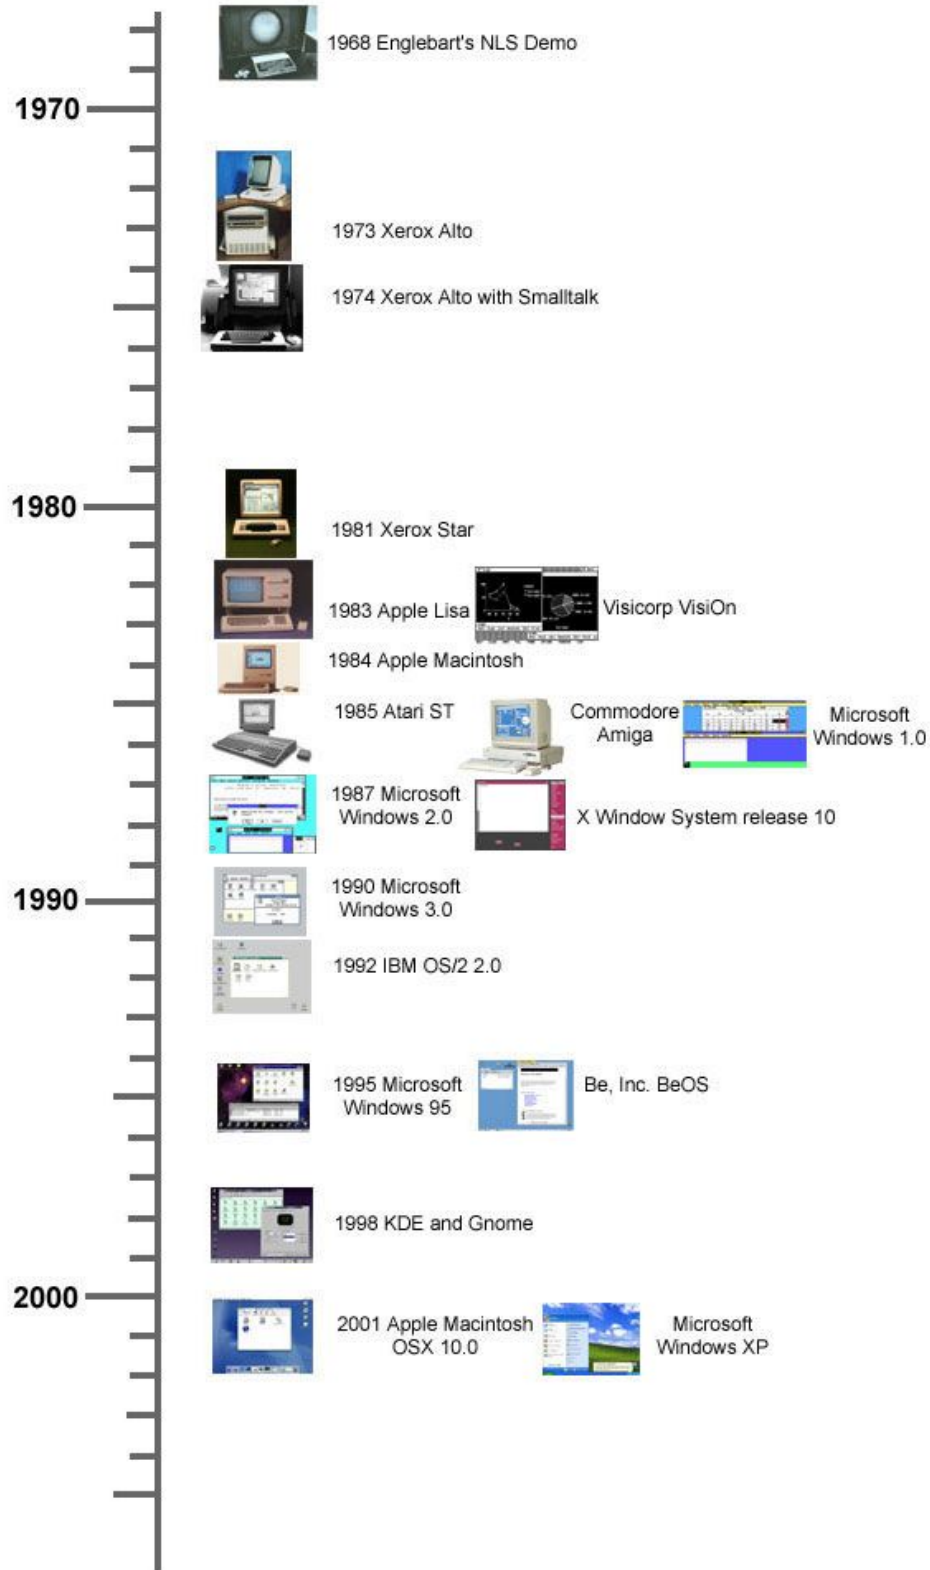 1968 Englebart's NLS Demo
1970
1973 Xerox Alto
1974 Xerox Alto with Smalltalk
1980
1981 Xerox Star
1983 Apple Lisa
Visicorp VisiOn
1984 Apple Macintosh
1985 Atari ST
Commodore
Amiga
Microsoft
Windows 1.0
1987 Microsoft
Windows 2.0
X Window System release 10
1990
1990 Microsoft
Windows 3.0
1992 IBM OS/2 2.0
1995 Microsoft
Windows 95
Be, Inc. BeOS
1998 KDE and Gnome
2000
2001 Apple Macintosh
OSX 10.0
Microsoft
Windows XP